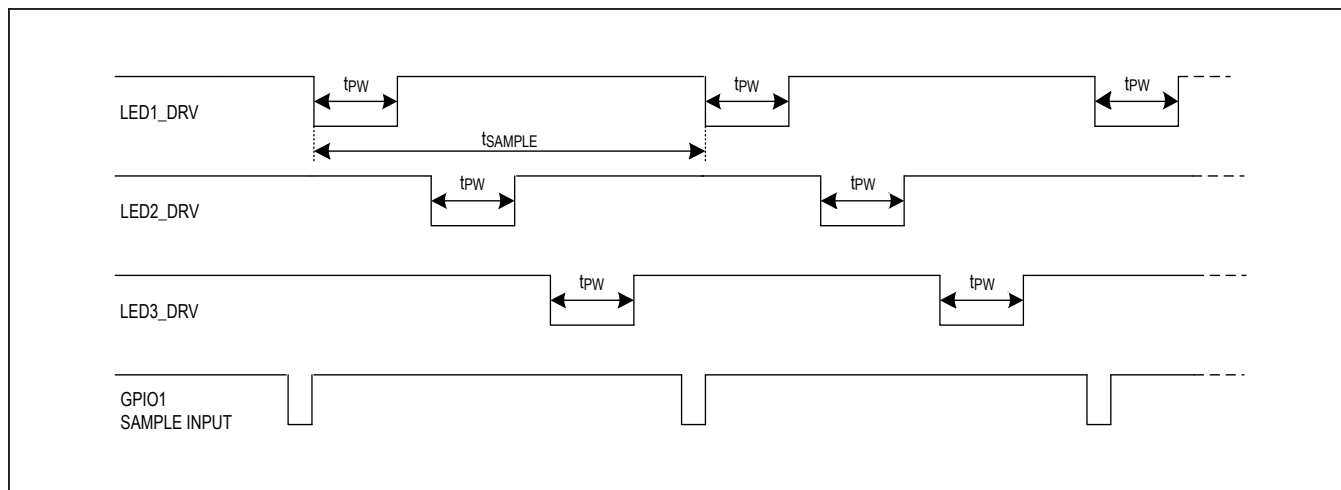 tPW tPW tPW
LED1_DRV
tSAMPLE
tPW tPW
LED2_DRV
tPW tPW
LED3_DRV
GPIO1
SAMPLE INPUT